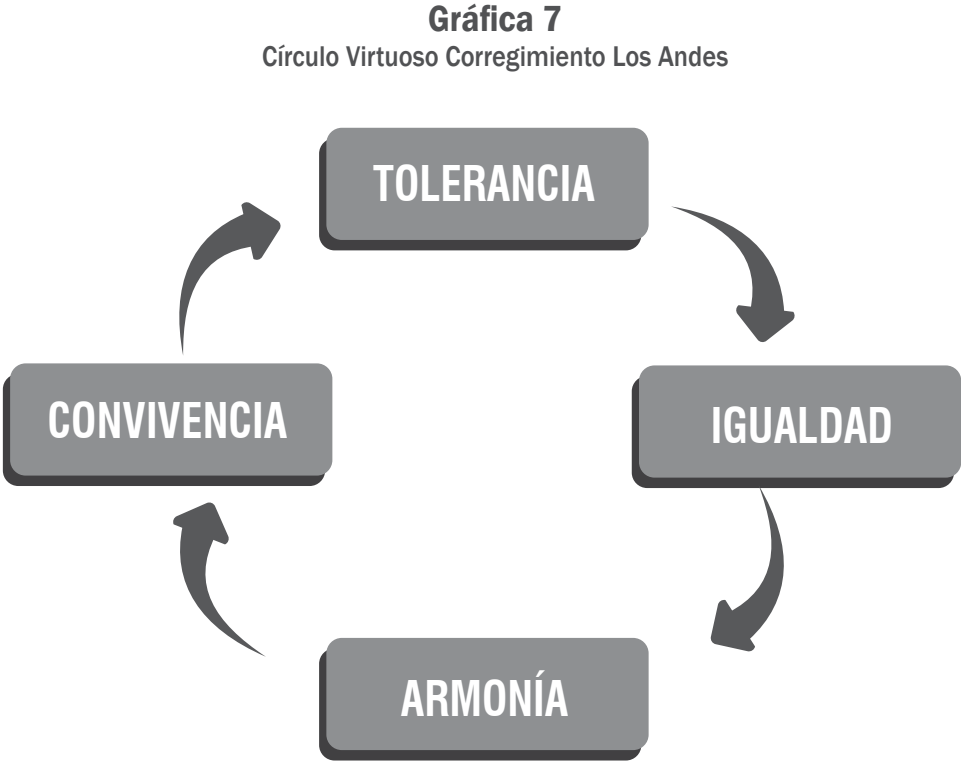 Gráfica 7
Círculo Virtuoso Corregimiento Los Andes
TOLERANCIA
CONVIVENCIA
IGUALDAD
ARMONÍA